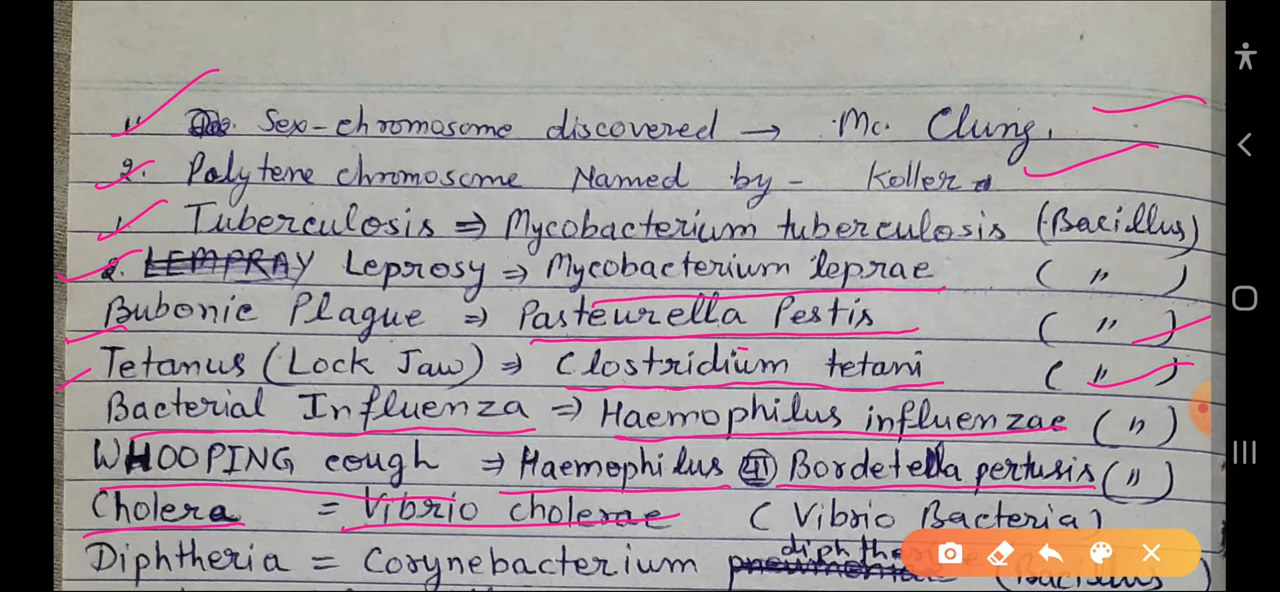 1. Sex-chromosome discovered → Mc. Clung.
2. Polytene chromosome Named by - Koller
1. Tuberculosis ⇒ Mycobacterium tuberculosis (Bacillus)
2. LEMPRAY Leprosy ⇒ Mycobacterium leprae ( " )
Bubonic Plague ⇒ Pasteurella Pestis ( " )
Tetanus (Lock Jaw) ⇒ Clostridium tetani ( " )
Bacterial Influenza ⇒ Haemophilus influenzae ( " )
WHOOPING cough ⇒ Haemophilus Bordetella pertusis ( " )
Cholera = Vibrio cholerae (Vibrio Bacteria)
Diphtheria = Corynebacterium (Bacillus)